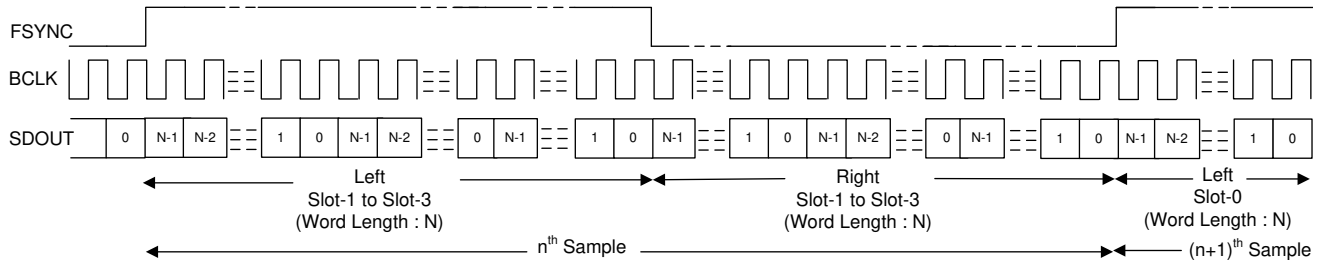 FSYNC
BCLK
SDOUT 0 N-1 N-2 1 0 N-1 N-2 0 N-1 1 0 N-1 1 0 N-1 N-2 0 N-1 1 0 N-1 N-2 1 0
Left
Slot-1 to Slot-3
(Word Length : N)
Right
Slot-1 to Slot-3
(Word Length : N)
Left
Slot-0
(Word Length : N)
nth Sample
(n+1)th Sample